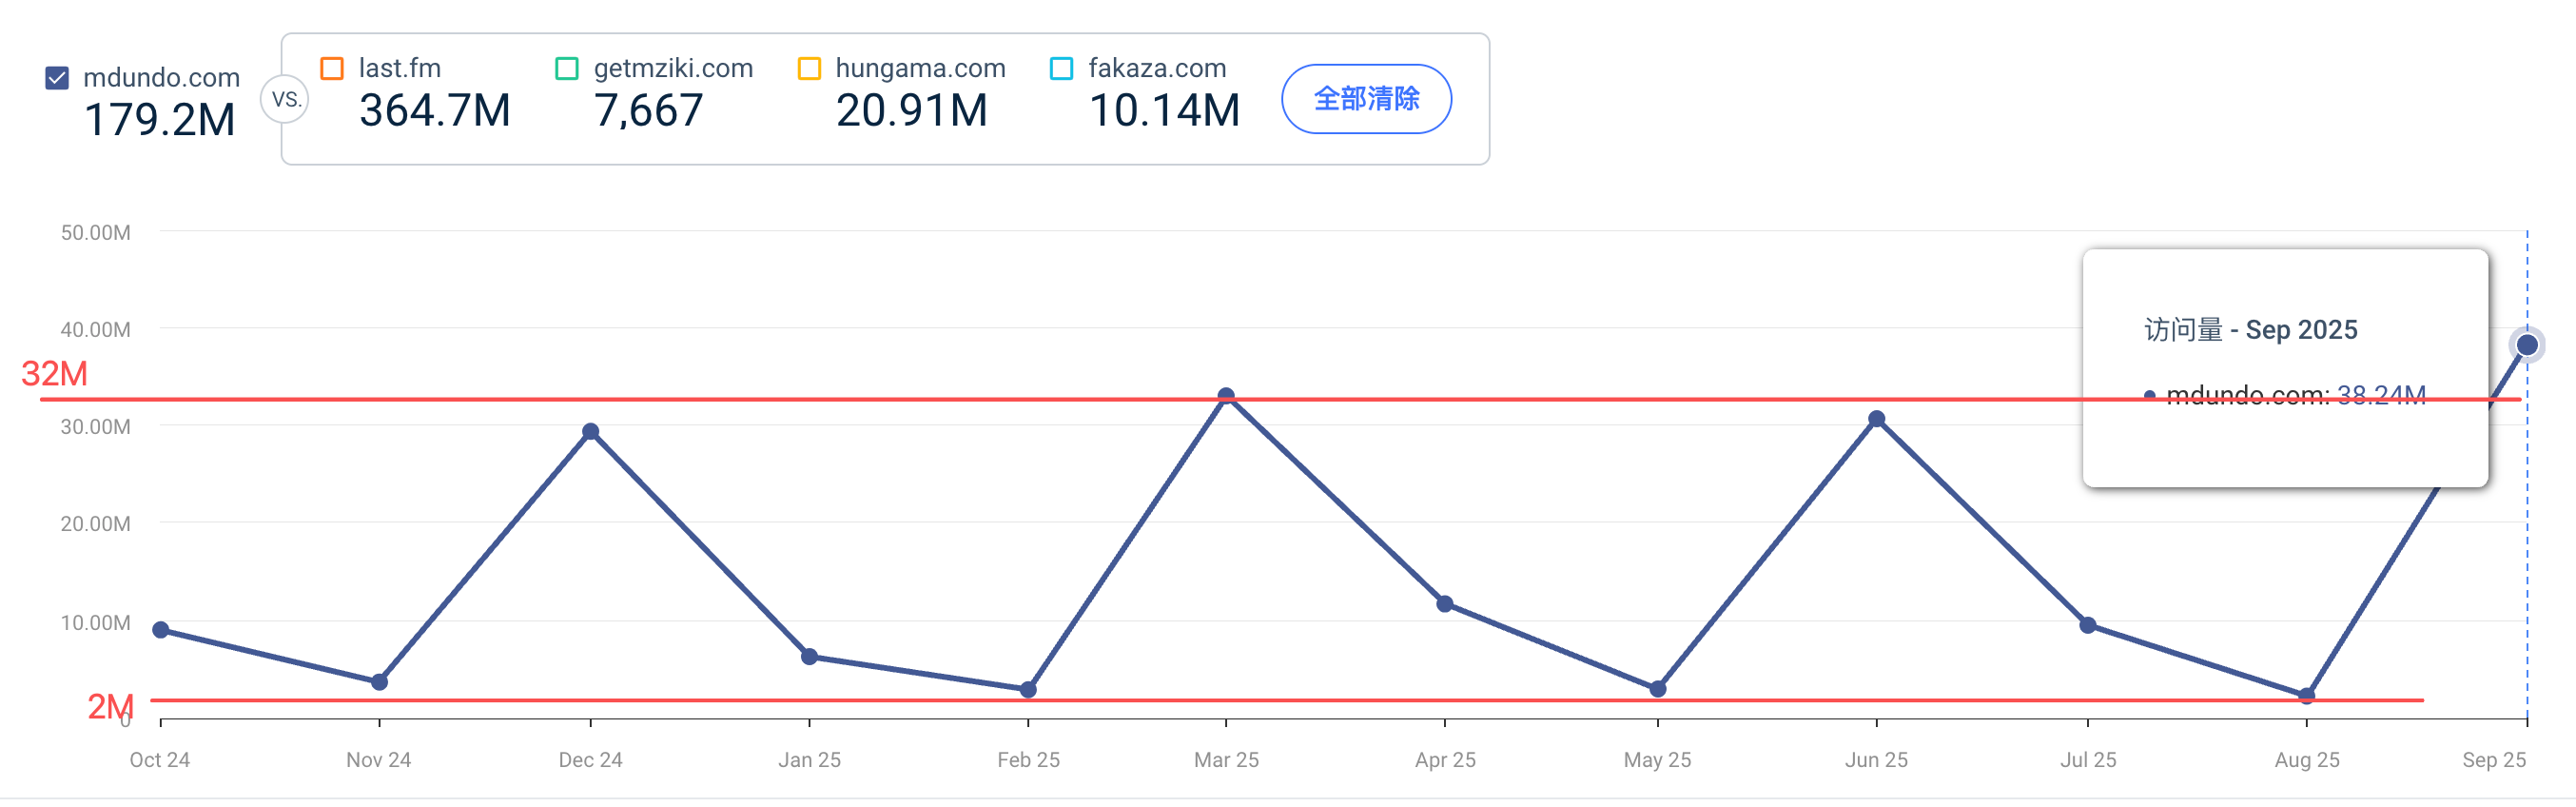 mdundo.com
179.2M
VS.
last.fm
364.7M
getmziki.com
7,667
hungama.com
20.91M
fakaza.com
10.14M
全部清除
50.00M
40.00M
32M
30.00M
20.00M
10.00M
2M
0
访问量 - Sep 2025
mdundo.com: 38.24M
Oct 24 Nov 24 Dec 24 Jan 25 Feb 25 Mar 25 Apr 25 May 25 Jun 25 Jul 25 Aug 25 Sep 25